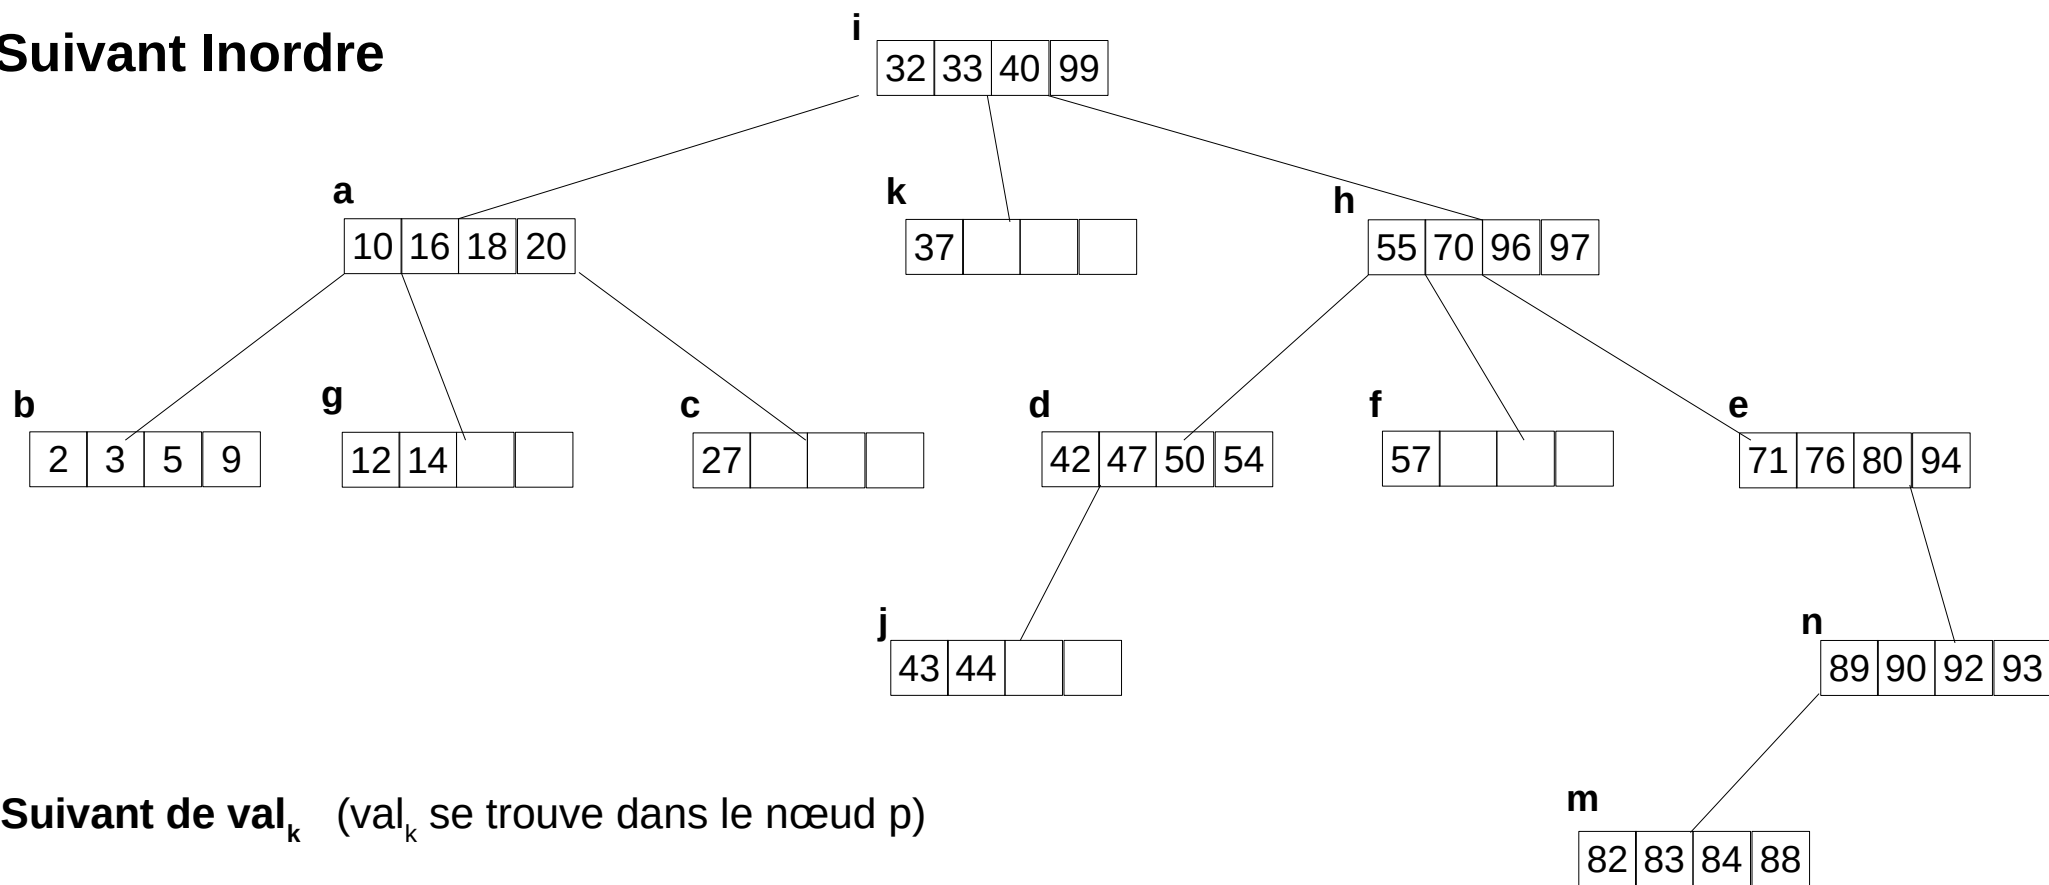 Suivant Inordre
i
32 33 40 99
a
10 16 18 20
k
37
h
55 70 96 97
b
2 3 5 9
g
12 14
c
27
d
42 47 50 54
f
57
e
71 76 80 94
j
43 44
n
89 90 92 93
m
82 83 84 88
Suivant de valk (valk se trouve dans le nœud p)